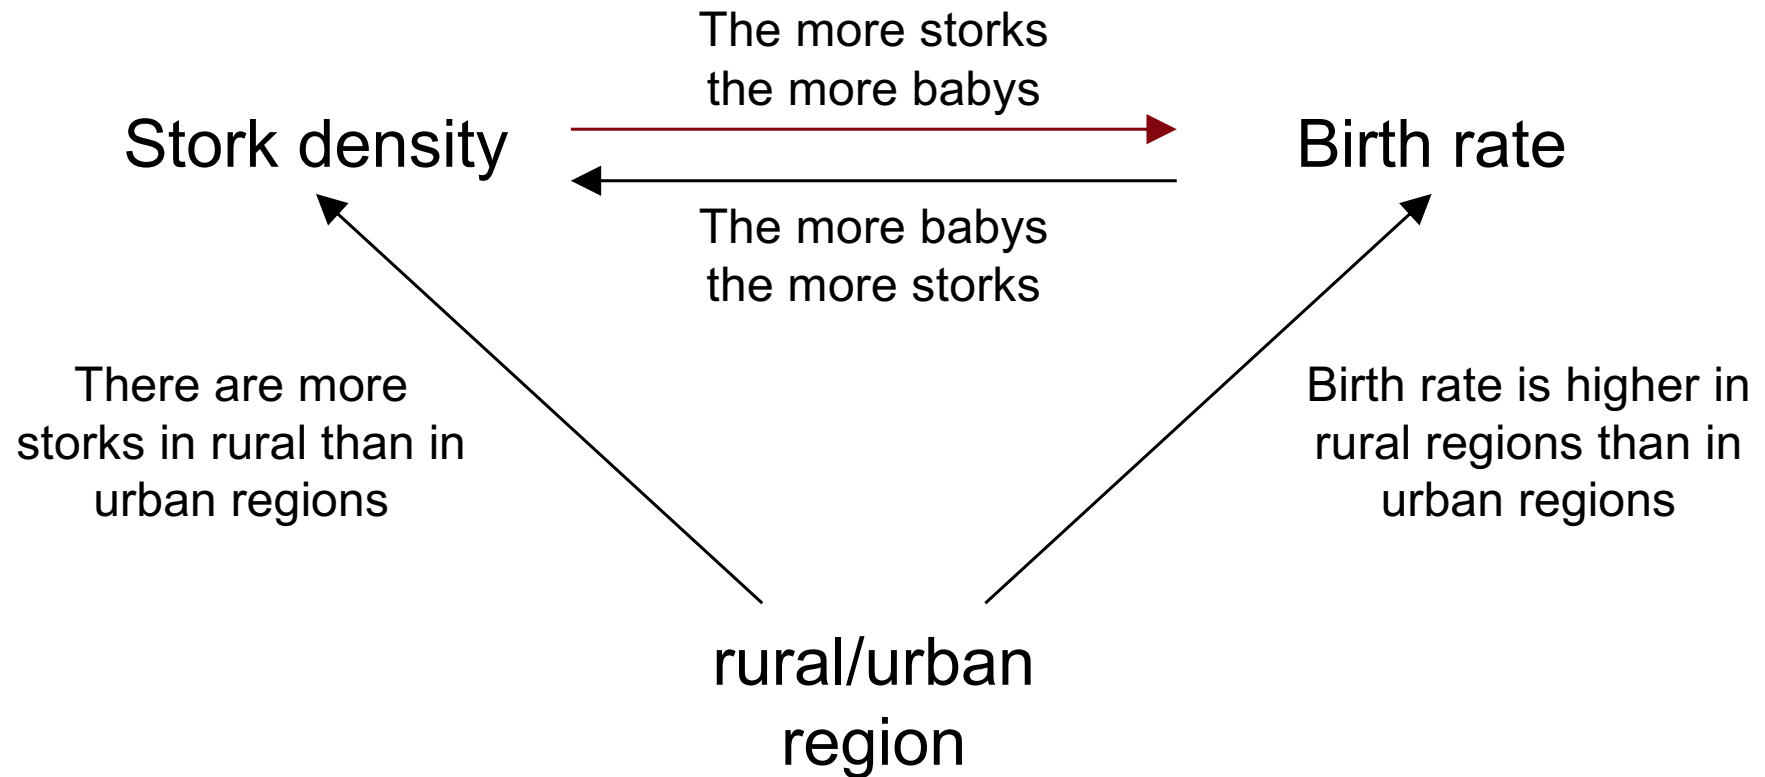 The more storks
the more babys
Stork density
Birth rate
The more babys
the more storks
There are more
storks in rural than in
urban regions
Birth rate is higher in
rural regions than in
urban regions
rural/urban
region